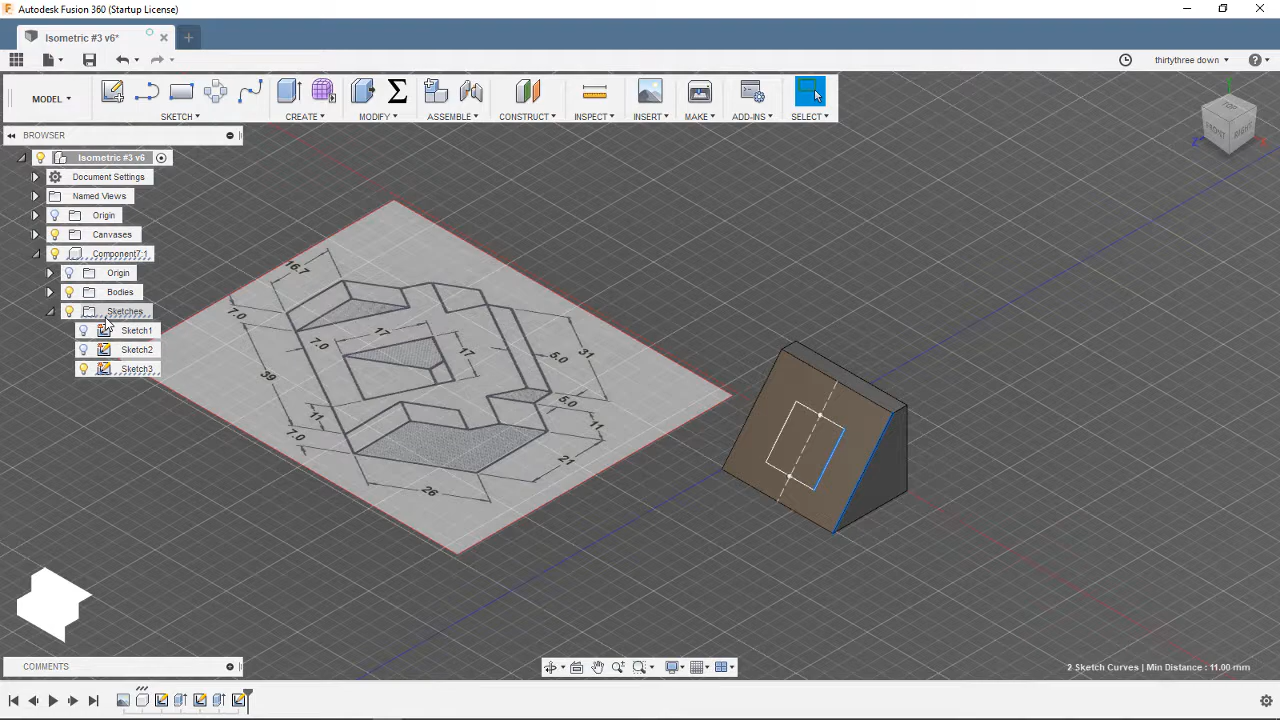 Autodesk Fusion 360 (Startup License)
Isometric #3 v6*
thirtythree down
MODEL
SKETCH
CREATE
MODIFY
ASSEMBLE
CONSTRUCT
INSPECT
INSERT
MAKE
ADD-INS
SELECT
TOP
FRONT
RIGHT
Z
BROWSER
Isometric #3 v6
Document Settings
Named Views
Origin
Canvases
Component7:1
Origin
Bodies
Sketches
Sketch1
Sketch2
Sketch3
16.7
7.0
17
7.0
17
5.0
31
39
5.0
11
11
7.0
21
26
COMMENTS
2 Sketch Curves | Min Distance : 11.00 mm